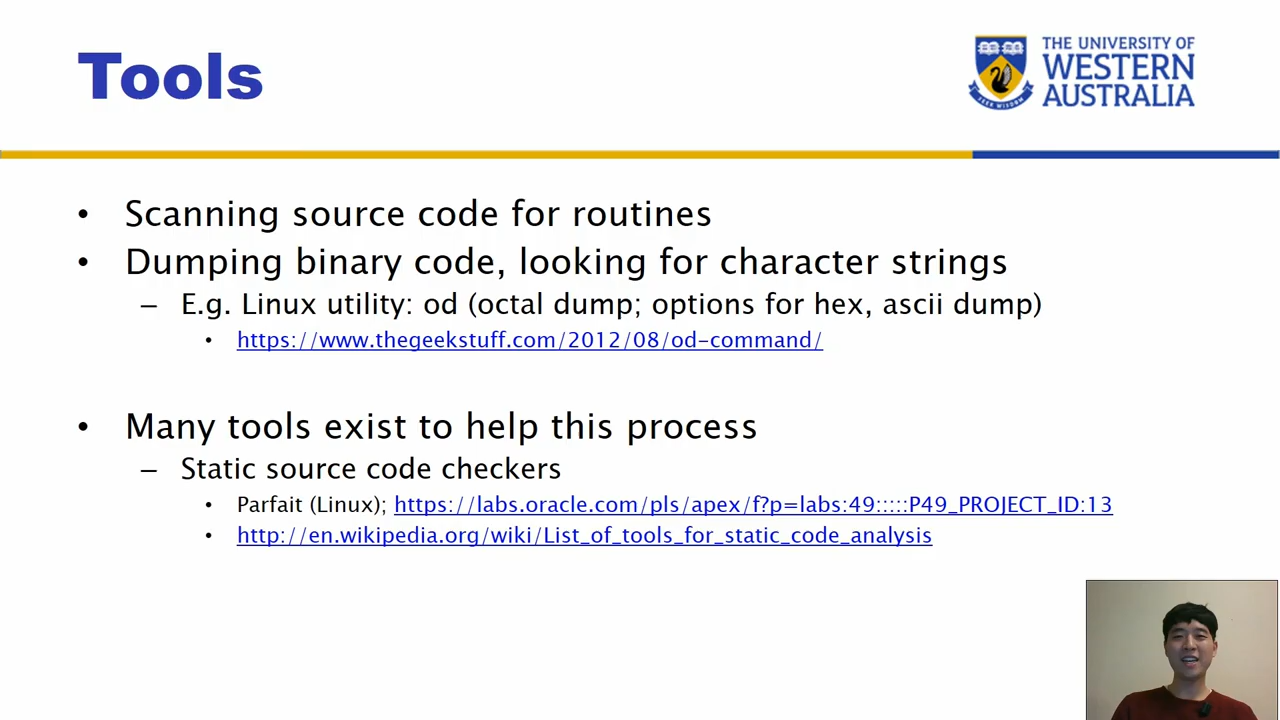 Tools
THE UNIVERSITY OF
WESTERN
AUSTRALIA
SEEK WISDOM
• Scanning source code for routines
• Dumping binary code, looking for character strings
– E.g. Linux utility: od (octal dump; options for hex, ascii dump)
• https://www.thegeekstuff.com/2012/08/od-command/
• Many tools exist to help this process
– Static source code checkers
• Parfait (Linux); https://labs.oracle.com/pls/apex/f?p=labs:49:::::P49_PROJECT_ID:13
• http://en.wikipedia.org/wiki/List_of_tools_for_static_code_analysis